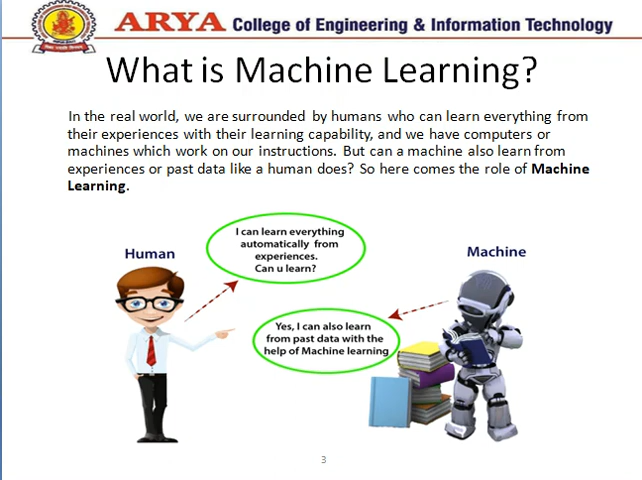 ARYA College of Engineering & Information Technology
What is Machine Learning?
In the real world, we are surrounded by humans who can learn everything from
their experiences with their learning capability, and we have computers or
machines which work on our instructions. But can a machine also learn from
experiences or past data like a human does? So here comes the role of Machine
Learning.
I can learn everything
automatically from
experiences.
Can u learn?
Human
Machine
Yes, I can also learn
from past data with the
help of Machine learning
3